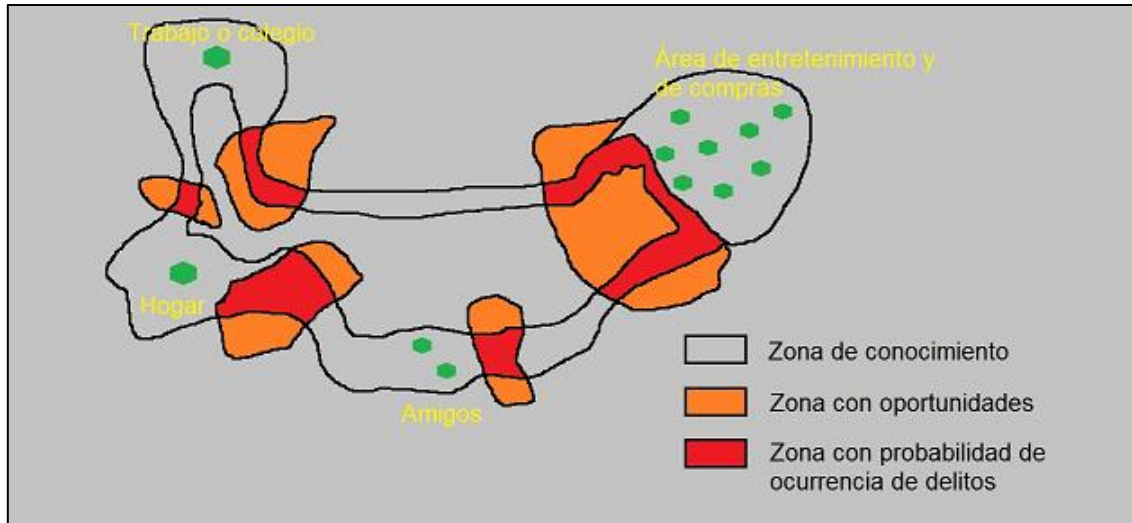 Trabajo o colegio
Área de entretenimiento y
de compras
Hogar
Amigos
Zona de conocimiento
Zona con oportunidades
Zona con probabilidad de
ocurrencia de delitos